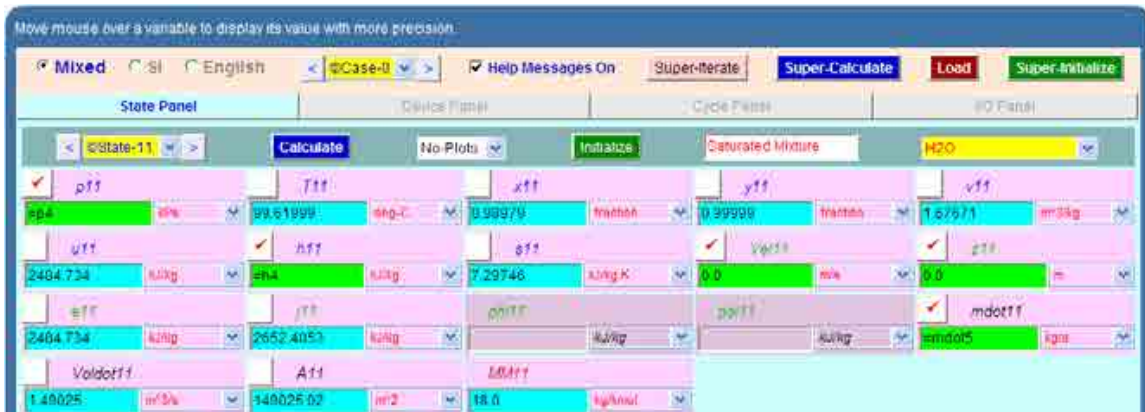 Move mouse over a variable to display its value with more precision.
Mixed SI English < ©Case-0 > Help Messages On Super-Iterate Super-Calculate Load Super-Initialize
State Panel Device Panel Cycle Panel I/O Panel
< ©State-11 > Calculate No-Plots Initialize Saturated Mixture H2O
p11 T11 x11 y11 v11
=p4 kPa 99.61999 deg-C 0.98979 fraction 0.99999 fraction 1.67671 m^3/kg
u11 h11 s11 Vel11 z11
2484.734 kJ/kg =h4 kJ/kg 7.29746 kJ/kg.K 0.0 m/s 0.0 m
e11 j11 phi11 psi11 mdot11
2484.734 kJ/kg 2652.4053 kJ/kg kJ/kg kJ/kg =mdot5 kg/s
Voldot11 A11 MM11
1.49025 m^3/s 149025.02 m^2 18.0 kg/kmol